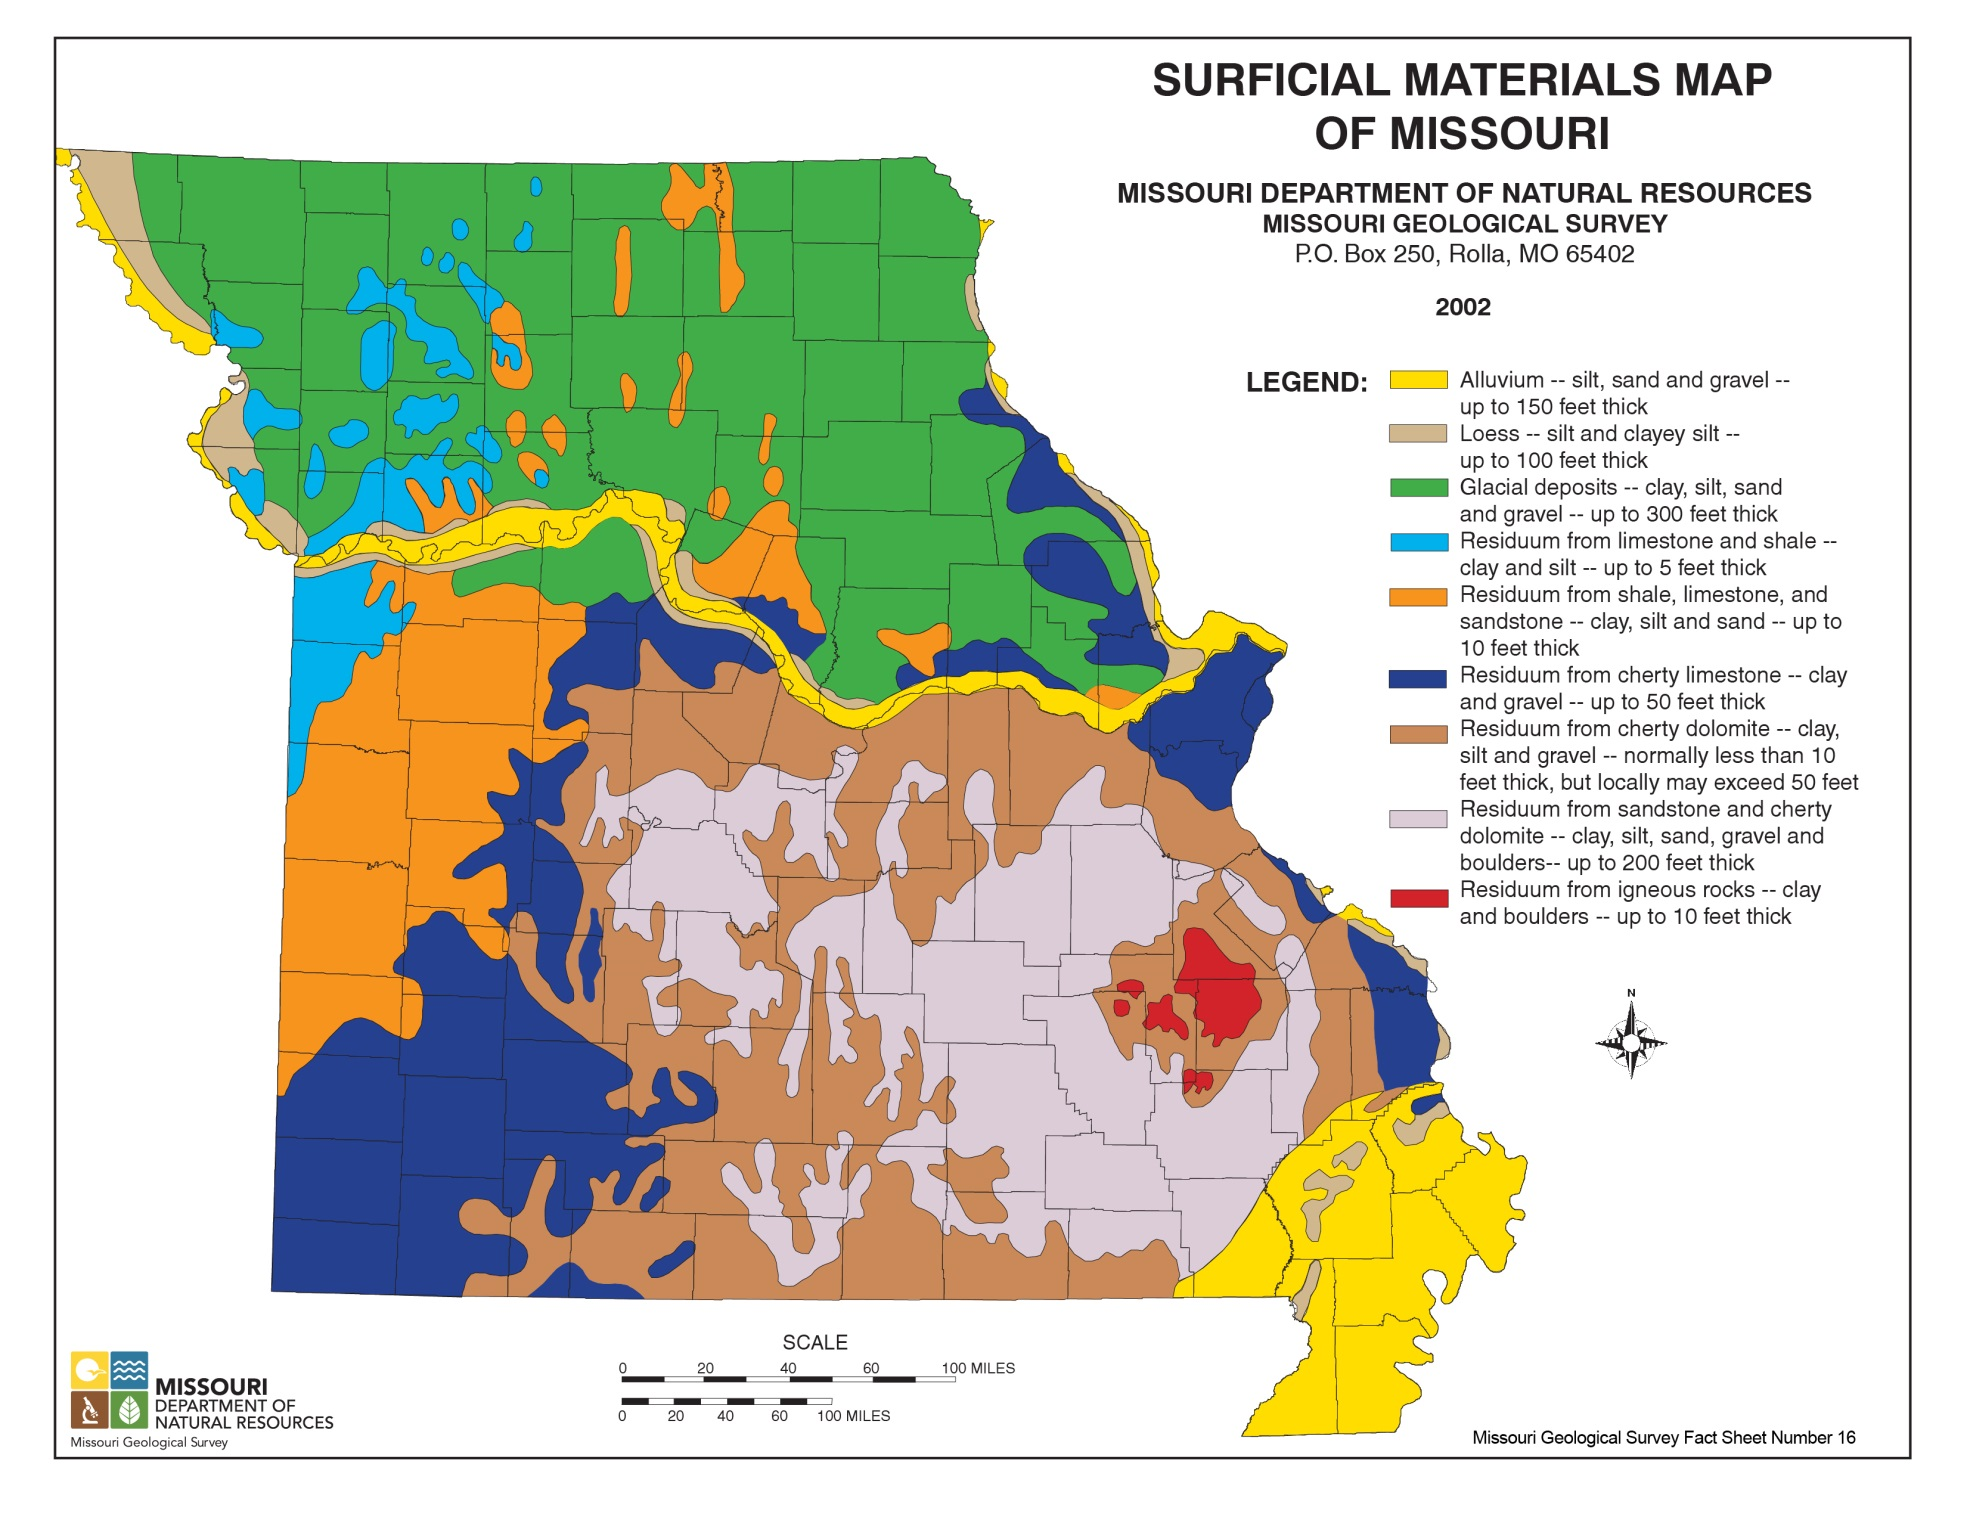 SURFICIAL MATERIALS MAP
OF MISSOURI
MISSOURI DEPARTMENT OF NATURAL RESOURCES
MISSOURI GEOLOGICAL SURVEY
P.O. Box 250, Rolla, MO 65402
2002
LEGEND:
Alluvium -- silt, sand and gravel --
up to 150 feet thick
Loess -- silt and clayey silt --
up to 100 feet thick
Glacial deposits -- clay, silt, sand
and gravel -- up to 300 feet thick
Residuum from limestone and shale --
clay and silt -- up to 5 feet thick
Residuum from shale, limestone, and
sandstone -- clay, silt and sand -- up to
10 feet thick
Residuum from cherty limestone -- clay
and gravel -- up to 50 feet thick
Residuum from cherty dolomite -- clay,
silt and gravel -- normally less than 10
feet thick, but locally may exceed 50 feet
Residuum from sandstone and cherty
dolomite -- clay, silt, sand, gravel and
boulders-- up to 200 feet thick
Residuum from igneous rocks -- clay
and boulders -- up to 10 feet thick
N
SCALE
0 20 40 60 100 MILES
0 20 40 60 100 MILES
MISSOURI
DEPARTMENT OF
NATURAL RESOURCES
Missouri Geological Survey
Missouri Geological Survey Fact Sheet Number 16